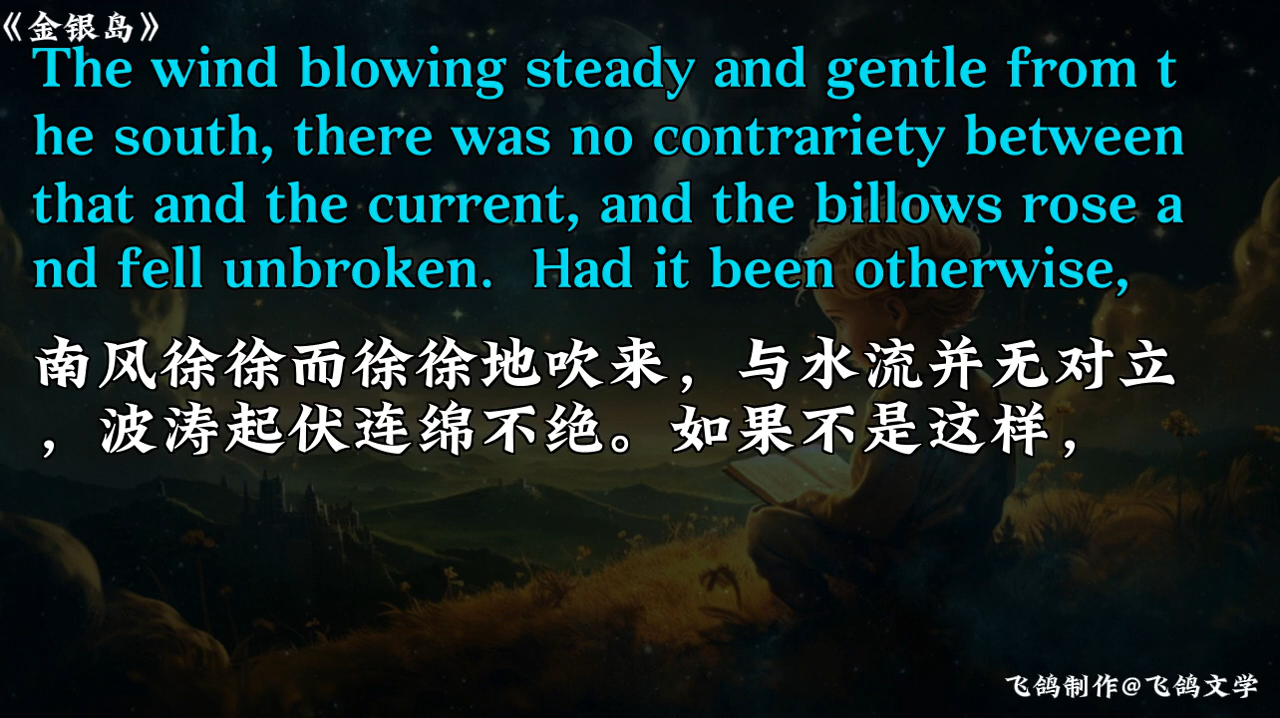 《金银岛》
The wind blowing steady and gentle from t
he south, there was no contrariety between
that and the current, and the billows rose a
nd fell unbroken.  Had it been otherwise,
南风徐徐而徐徐地吹来，与水流并无对立
，波涛起伏连绵不绝。如果不是这样，
飞鸽制作@飞鸽文学